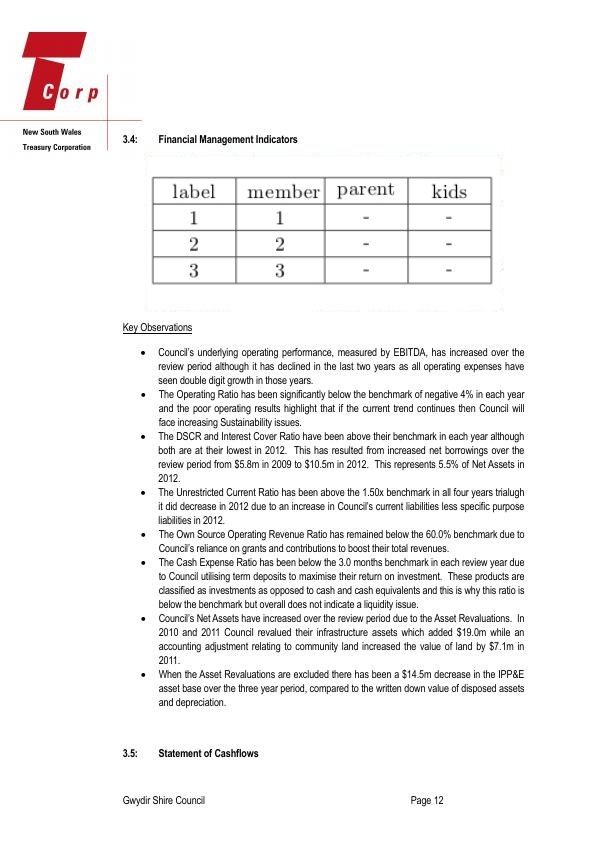 Corp
New South Wales
Treasury Corporation
3.4: Financial Management Indicators
label member parent kids
1 1 - -
2 2 - -
3 3 - -
Key Observations
• Council's underlying operating performance, measured by EBITDA, has increased over the
review period although it has declined in the last two years as all operating expenses have
seen double digit growth in those years.
• The Operating Ratio has been significantly below the benchmark of negative 4% in each year
and the poor operating results highlight that if the current trend continues then Council will
face increasing Sustainability issues.
• The DSCR and Interest Cover Ratio have been above their benchmark in each year although
both are at their lowest in 2012. This has resulted from increased net borrowings over the
review period from $5.8m in 2009 to $10.5m in 2012. This represents 5.5% of Net Assets in
2012.
• The Unrestricted Current Ratio has been above the 1.50x benchmark in all four years trialugh
it did decrease in 2012 due to an increase in Council's current liabilities less specific purpose
liabilities in 2012.
• The Own Source Operating Revenue Ratio has remained below the 60.0% benchmark due to
Council's reliance on grants and contributions to boost their total revenues.
• The Cash Expense Ratio has been below the 3.0 months benchmark in each review year due
to Council utilising term deposits to maximise their return on investment. These products are
classified as investments as opposed to cash and cash equivalents and this is why this ratio is
below the benchmark but overall does not indicate a liquidity issue.
• Council's Net Assets have increased over the review period due to the Asset Revaluations. In
2010 and 2011 Council revalued their infrastructure assets which added $19.0m while an
accounting adjustment relating to community land increased the value of land by $7.1m in
2011.
• When the Asset Revaluations are excluded there has been a $14.5m decrease in the IPP&E
asset base over the three year period, compared to the written down value of disposed assets
and depreciation.
3.5: Statement of Cashflows
Gwydir Shire Council Page 12